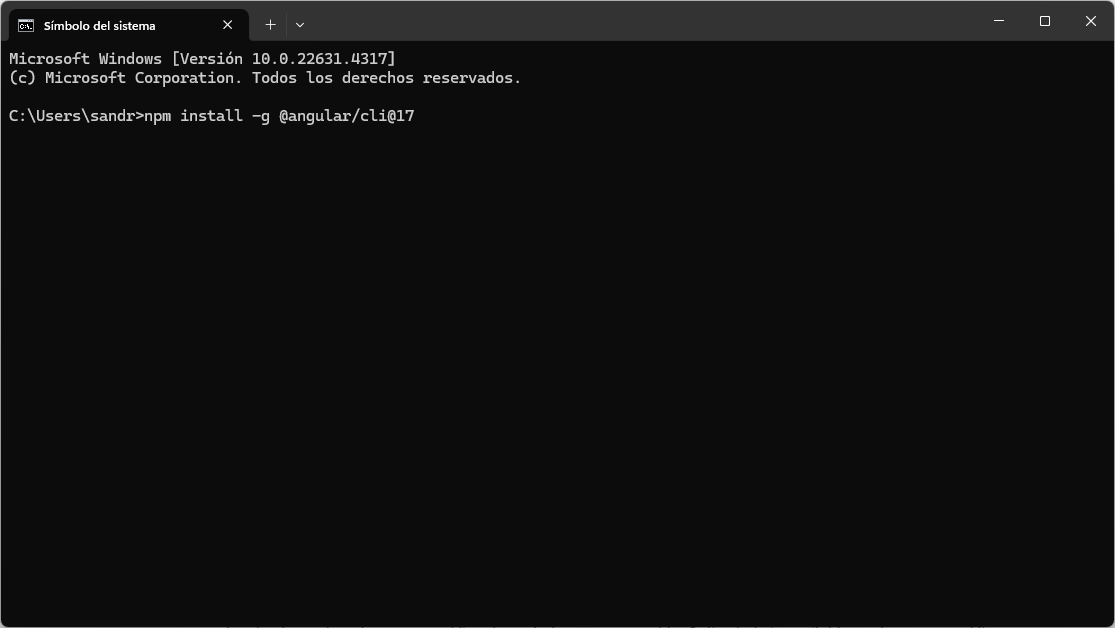 Símbolo del sistema
Microsoft Windows [Versión 10.0.22631.4317]
(c) Microsoft Corporation. Todos los derechos reservados.
C:\Users\sandr>npm install -g @angular/cli@17